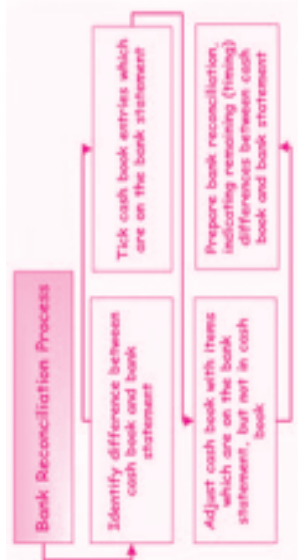 Bank Reconciliation Process
Identify difference between
cash book and bank
statement
Tick cash book entries which
are on the bank statement
Adjust cash book with items
which are on the bank
statement, but not in cash
book
Prepare bank reconciliation,
indicating remaining (timing)
differences between cash
book and bank statement